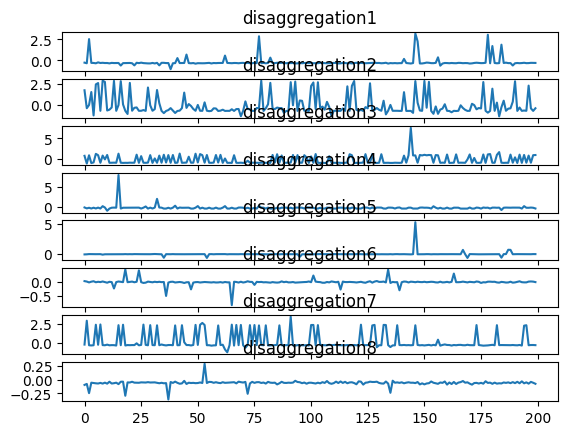 disaggregation1
2.5
0.0
disaggregation2
2.5
0.0
disaggregation3
5
0
disaggregation4
5
0
disaggregation5
5
0
disaggregation6
0.0
−0.5
disaggregation7
2.5
0.0
disaggregation8
0.25
0.00
−0.25
0 25 50 75 100 125 150 175 200